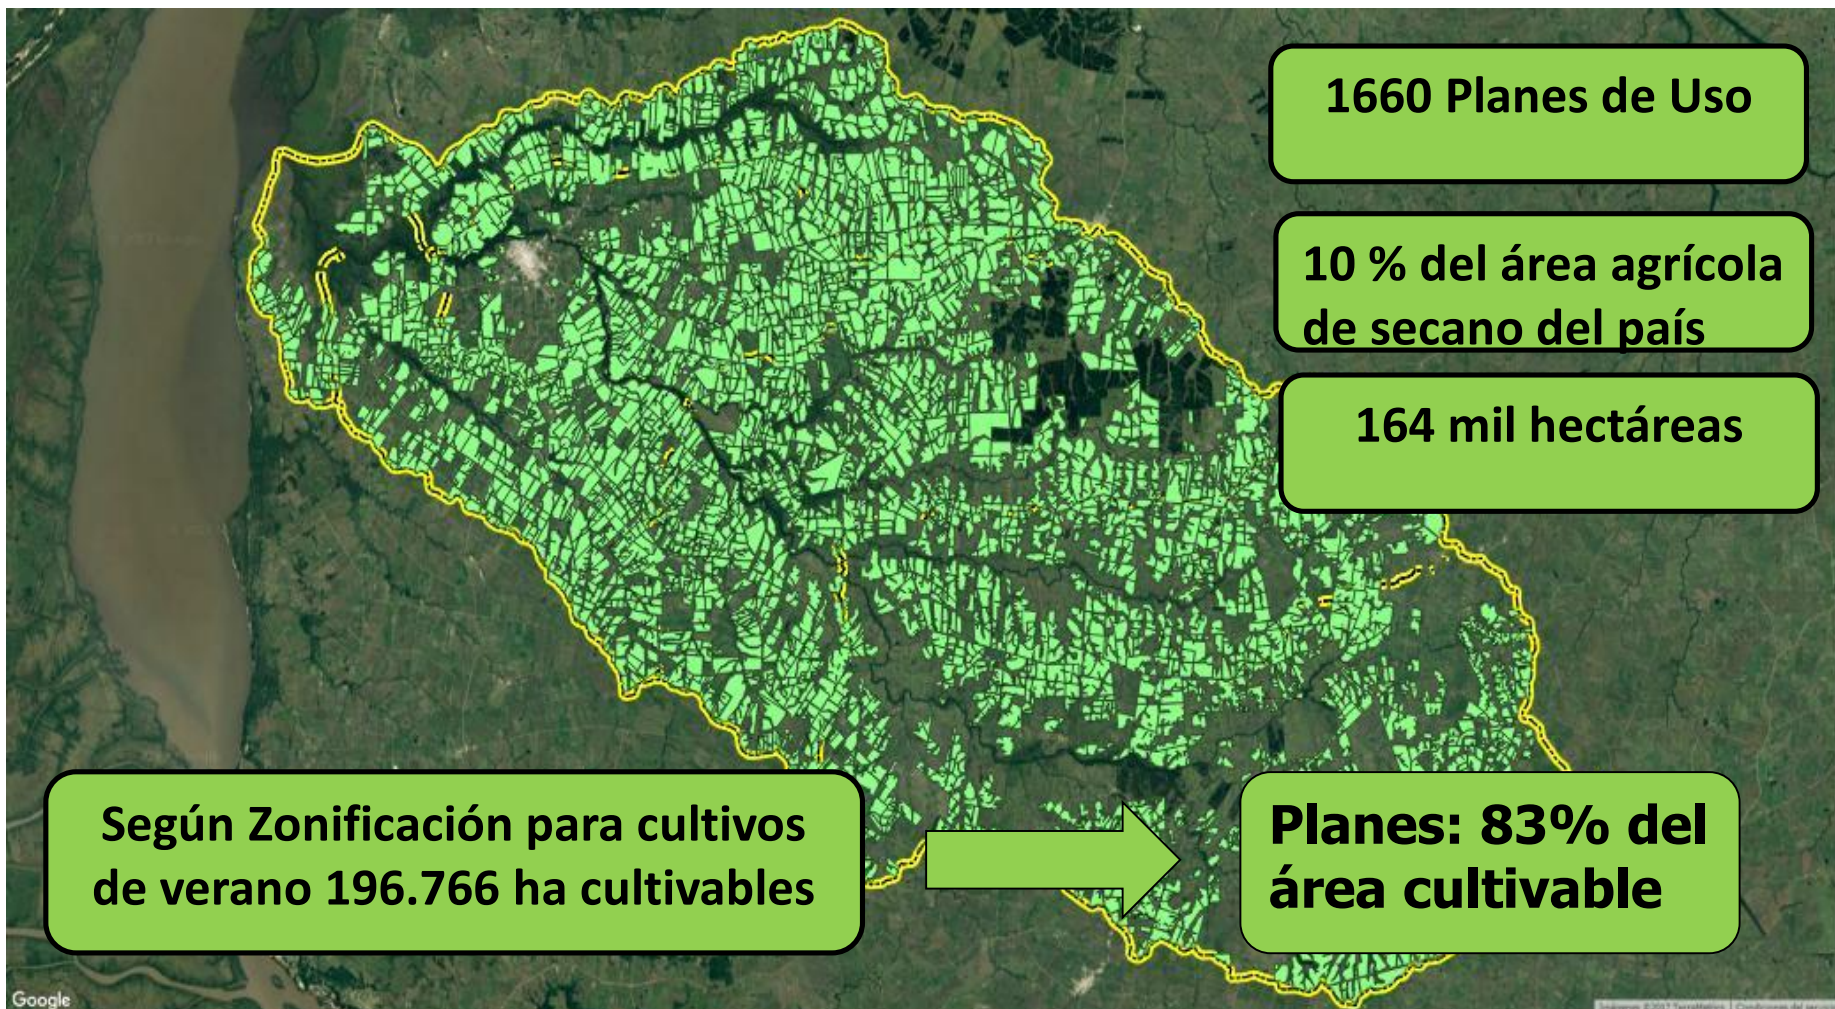 1660 Planes de Uso
10 % del área agrícola
de secano del país
164 mil hectáreas
Según Zonificación para cultivos
de verano 196.766 ha cultivables
Planes: 83% del
área cultivable
Google